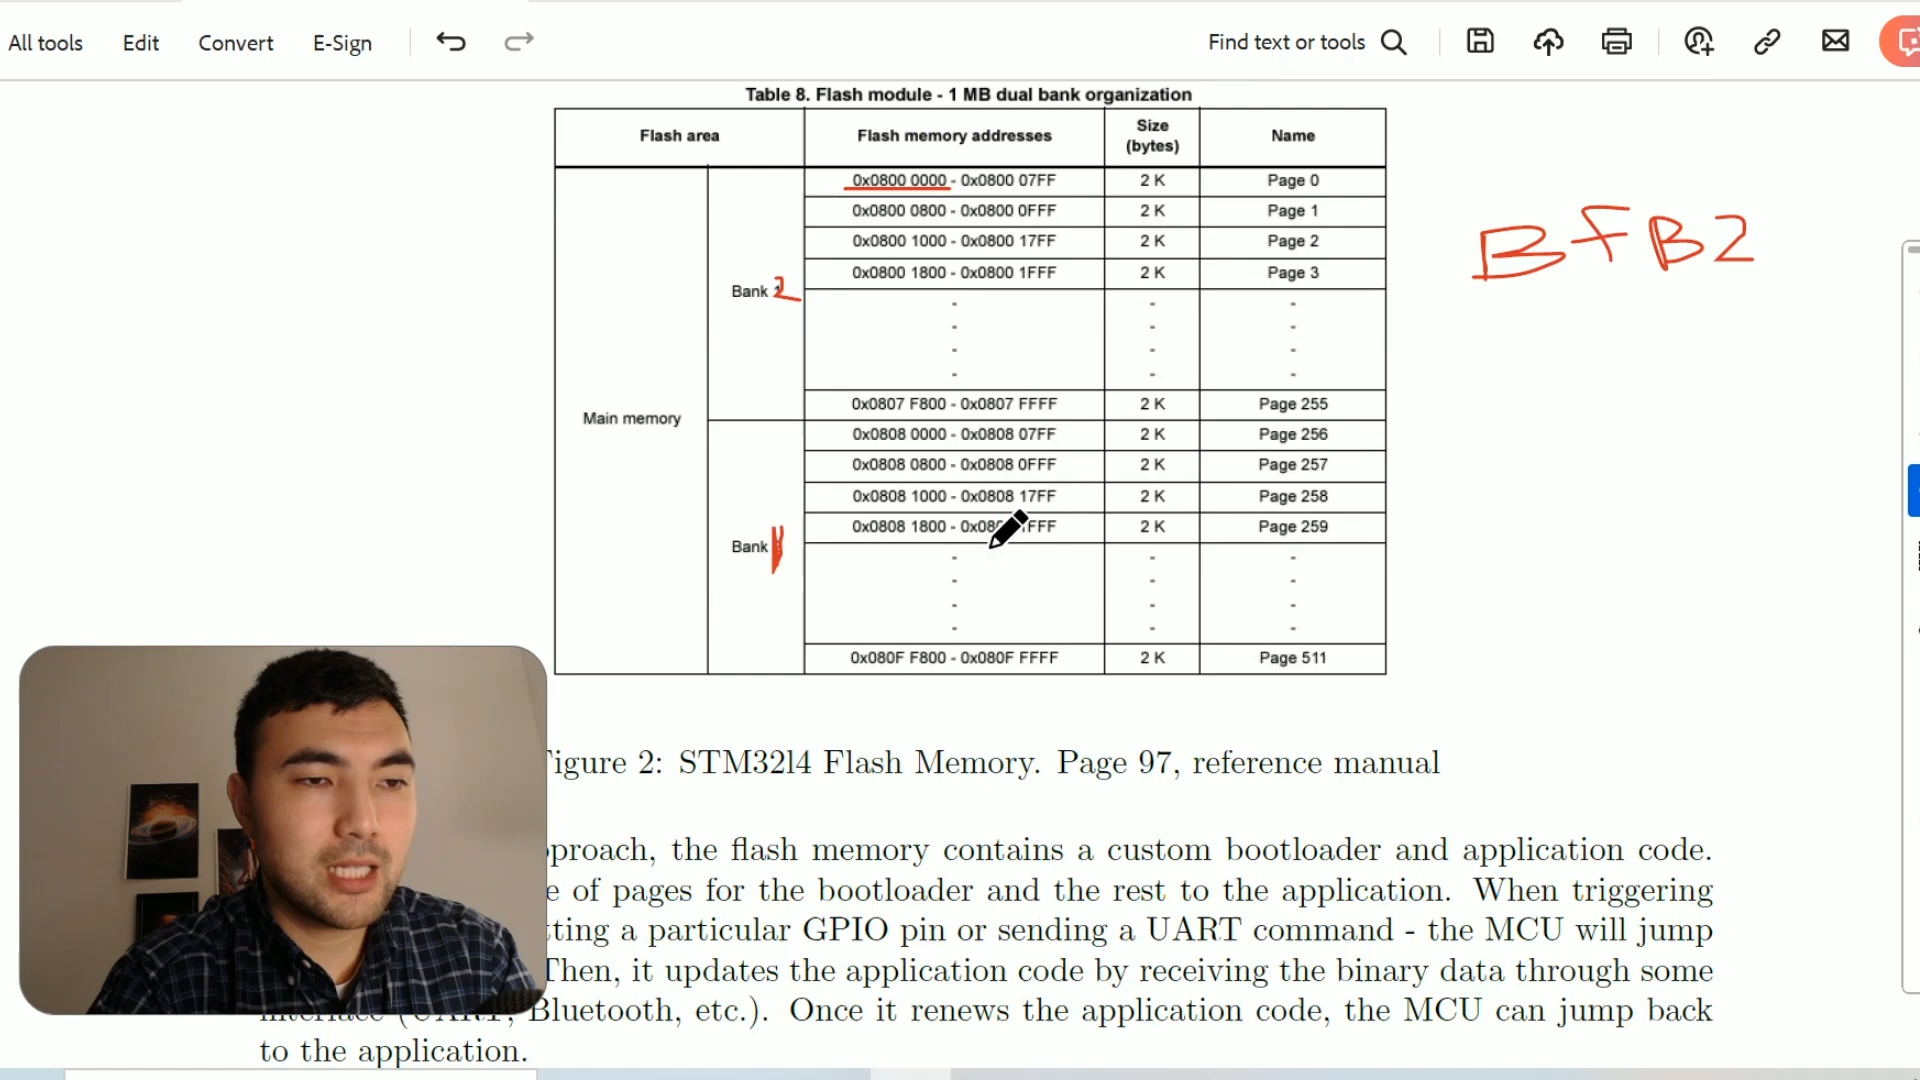 All tools Edit Convert E-Sign Find text or tools
Table 8. Flash module - 1 MB dual bank organization
Flash area Flash memory addresses Size (bytes) Name
0x0800 0000 - 0x0800 07FF 2 K Page 0
0x0800 0800 - 0x0800 0FFF 2 K Page 1
0x0800 1000 - 0x0800 17FF 2 K Page 2
0x0800 1800 - 0x0800 1FFF 2 K Page 3
BFB2
Bank 2
- - -
- - -
- - -
- - -
0x0807 F800 - 0x0807 FFFF 2 K Page 255
Main memory
0x0808 0000 - 0x0808 07FF 2 K Page 256
0x0808 0800 - 0x0808 0FFF 2 K Page 257
0x0808 1000 - 0x0808 17FF 2 K Page 258
0x0808 1800 - FFF 2 K Page 259
Bank 1
- - -
- - -
- - -
- - -
0x080F F800 - 0x080F FFFF 2 K Page 511
igure 2: STM32l4 Flash Memory. Page 97, reference manual
pproach, the flash memory contains a custom bootloader and application code.
e of pages for the bootloader and the rest to the application. When triggering
tting a particular GPIO pin or sending a UART command - the MCU will jump
Then, it updates the application code by receiving the binary data through some
Bluetooth, etc.). Once it renews the application code, the MCU can jump back
to the application.